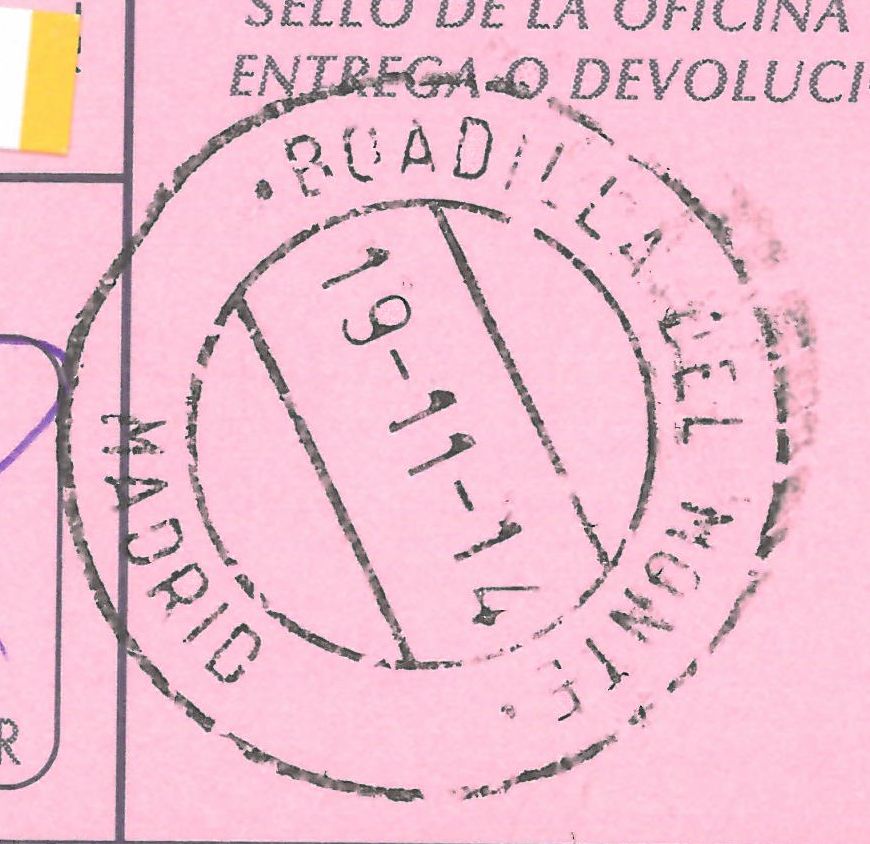 SELLO DE LA OFICINA
ENTREGA O DEVOLUCI
· BOADILLA DEL MONTE ·
MADRID
19-11-14
R